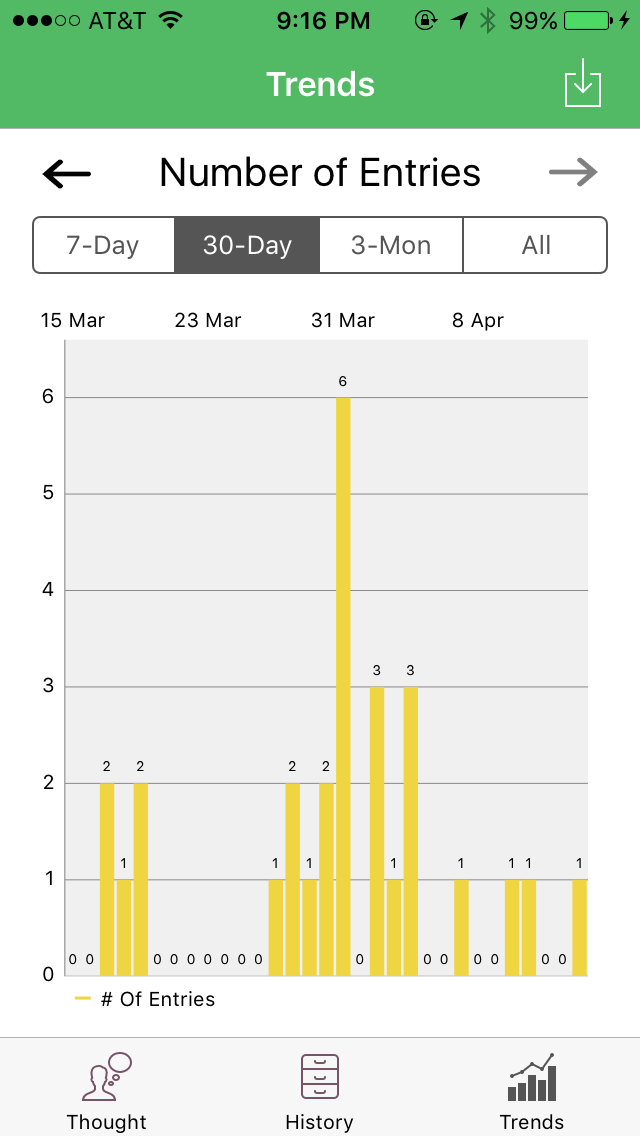 AT&T 9:16 PM 99%
Trends
Number of Entries
7-Day 30-Day 3-Mon All
15 Mar 23 Mar 31 Mar 8 Apr
6
6
5
4
3 3
3
2 2 2 2
2
1 1 1 1 1 1 1 1
1
0 0 0 0 0 0 0 0 0 0 0 0 0 0 0 0 0
0
# Of Entries
Thought History Trends